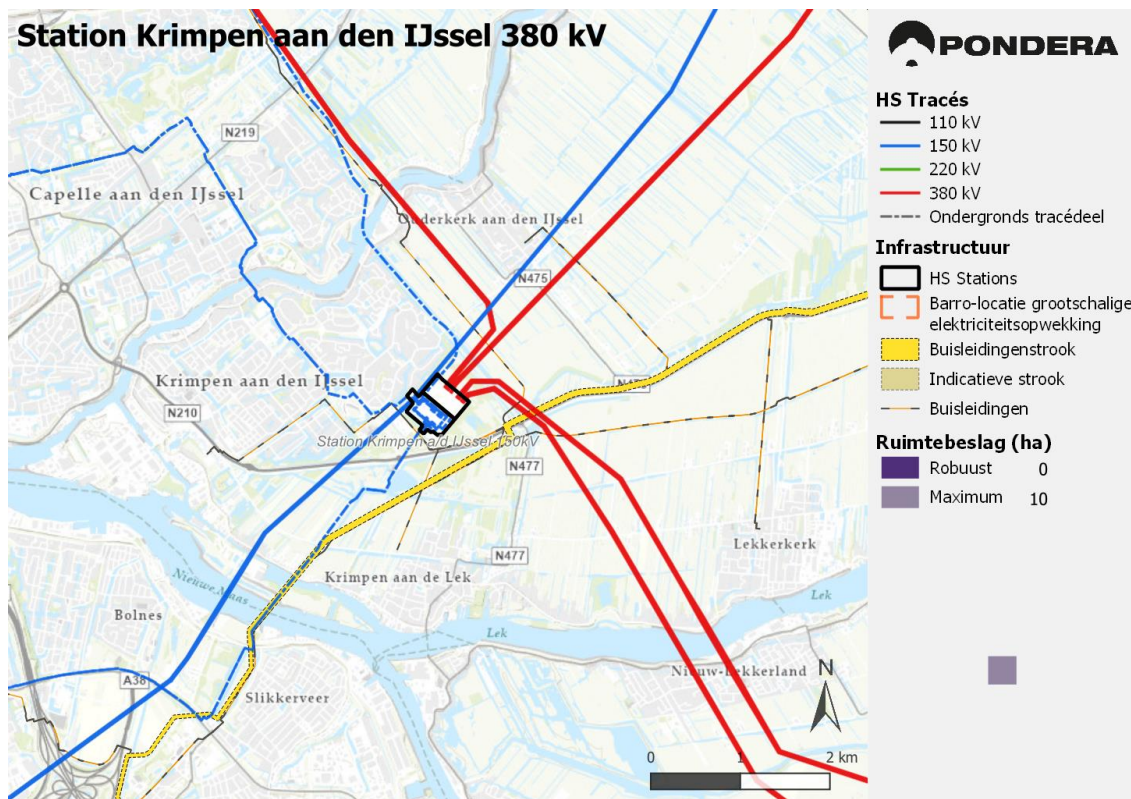 Station Krimpen aan den IJssel 380 kV
PONDERA
HS Tracés
110 kV
150 kV
220 kV
380 kV
Ondergronds tracédeel
Infrastructuur
HS Stations
Barro-locatie grootschalige
elektriciteitsopwekking
Buisleidingenstrook
Indicatieve strook
Buisleidingen
Ruimtebeslag (ha)
Robuust 0
Maximum 10
N219
Capelle aan den IJssel
Ouderkerk aan den IJssel
N475
Krimpen aan den IJssel
N210
Station Krimpen a/d IJssel 150kV
N477
Lekkerkerk
N477
Krimpen aan de Lek
Nieuwe Maas
Bolnes
Lek
Lek
Nieuw-Lekkerland
A38
Slikkerveer
N
0 1 2 km